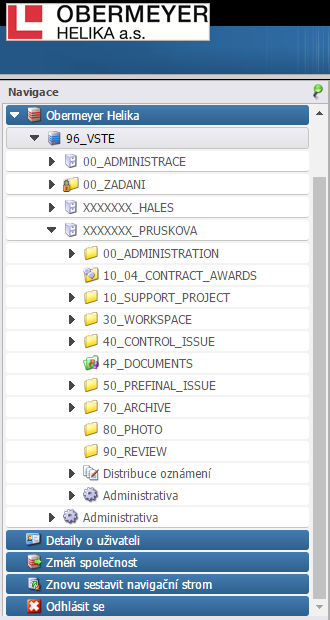 OBERMEYER
HELIKA a.s.
Navigace
Obermeyer Helika
96_VSTE
00_ADMINISTRACE
00_ZADANI
XXXXXXX_HALES
XXXXXXX_PRUSKOVA
00_ADMINISTRATION
10_04_CONTRACT_AWARDS
10_SUPPORT_PROJECT
30_WORKSPACE
40_CONTROL_ISSUE
4P_DOCUMENTS
50_PREFINAL_ISSUE
70_ARCHIVE
80_PHOTO
90_REVIEW
Distribuce oznámení
Administrativa
Administrativa
Detaily o uživateli
Změň společnost
Znovu sestavit navigační strom
Odhlásit se